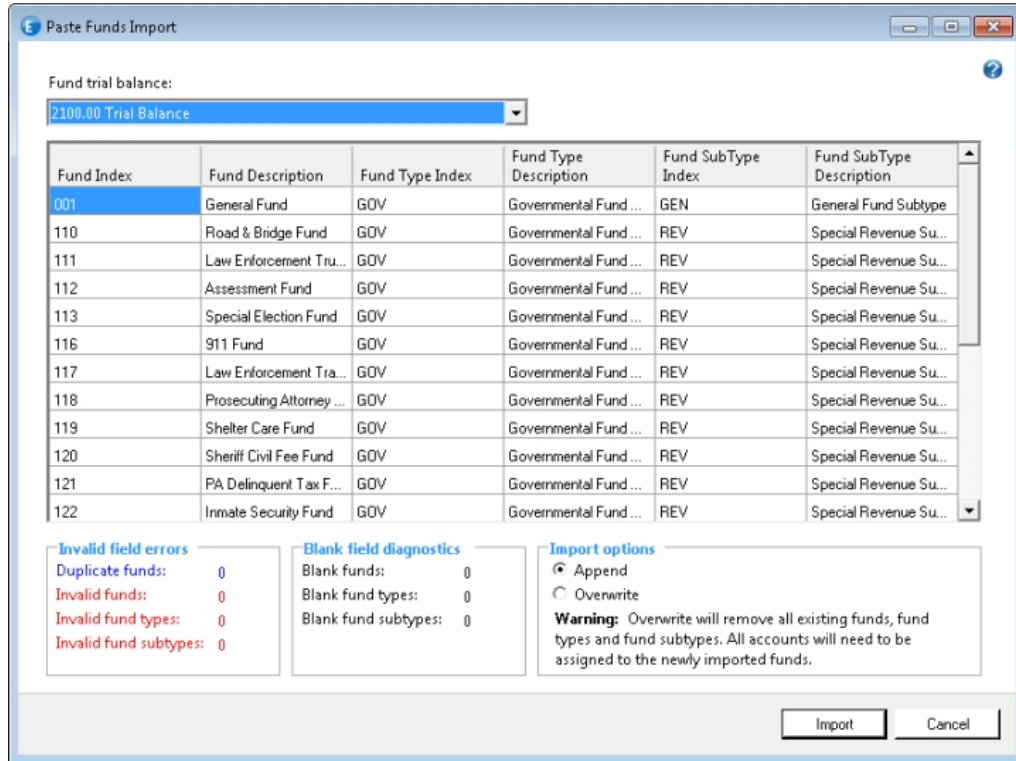 Paste Funds Import
Fund trial balance:
2100.00 Trial Balance
Fund Index Fund Description Fund Type Index Fund Type Description Fund SubType Index Fund SubType Description
001 General Fund GOV Governmental Fund ... GEN General Fund Subtype
110 Road & Bridge Fund GOV Governmental Fund ... REV Special Revenue Su...
111 Law Enforcement Tru... GOV Governmental Fund ... REV Special Revenue Su...
112 Assessment Fund GOV Governmental Fund ... REV Special Revenue Su...
113 Special Election Fund GOV Governmental Fund ... REV Special Revenue Su...
116 911 Fund GOV Governmental Fund ... REV Special Revenue Su...
117 Law Enforcement Tra... GOV Governmental Fund ... REV Special Revenue Su...
118 Prosecuting Attorney ... GOV Governmental Fund ... REV Special Revenue Su...
119 Shelter Care Fund GOV Governmental Fund ... REV Special Revenue Su...
120 Sheriff Civil Fee Fund GOV Governmental Fund ... REV Special Revenue Su...
121 PA Delinquent Tax F... GOV Governmental Fund ... REV Special Revenue Su...
122 Inmate Security Fund GOV Governmental Fund ... REV Special Revenue Su...
Invalid field errors
Duplicate funds: 0
Invalid funds: 0
Invalid fund types: 0
Invalid fund subtypes: 0
Blank field diagnostics
Blank funds: 0
Blank fund types: 0
Blank fund subtypes: 0
Import options
Append
Overwrite
Warning: Overwrite will remove all existing funds, fund
types and fund subtypes. All accounts will need to be
assigned to the newly imported funds.
Import Cancel